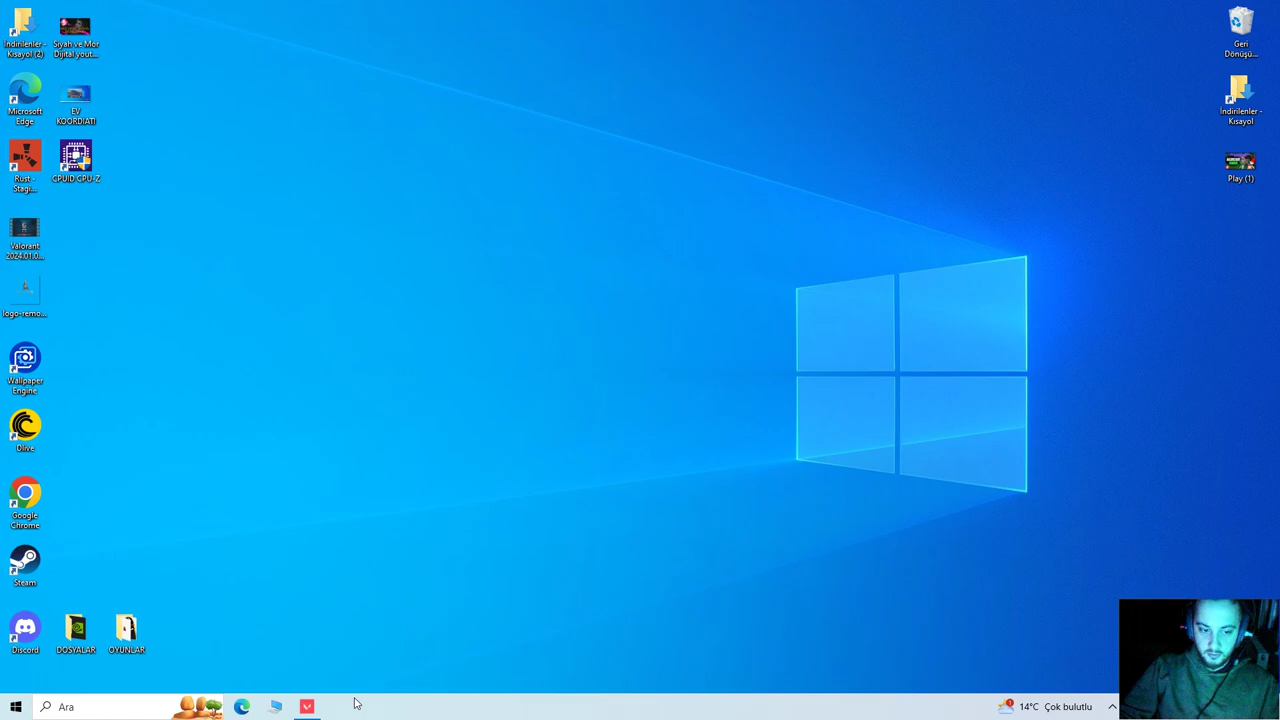 İndirilenler -
Kısayol (2)
Siyah ve Mor
Dijital yout...
Microsoft
Edge
EV
KOORDİATI
Rust -
Stagi...
CPUID CPU-Z
Valorant
2024.01.0...
logo-remo...
Wallpaper
Engine
Dlive
Google
Chrome
Steam
Discord
DOSYALAR
OYUNLAR
Geri
Dönüşü...
İndirilenler -
Kısayol
Play (1)
Ara
14°C Çok bulutlu